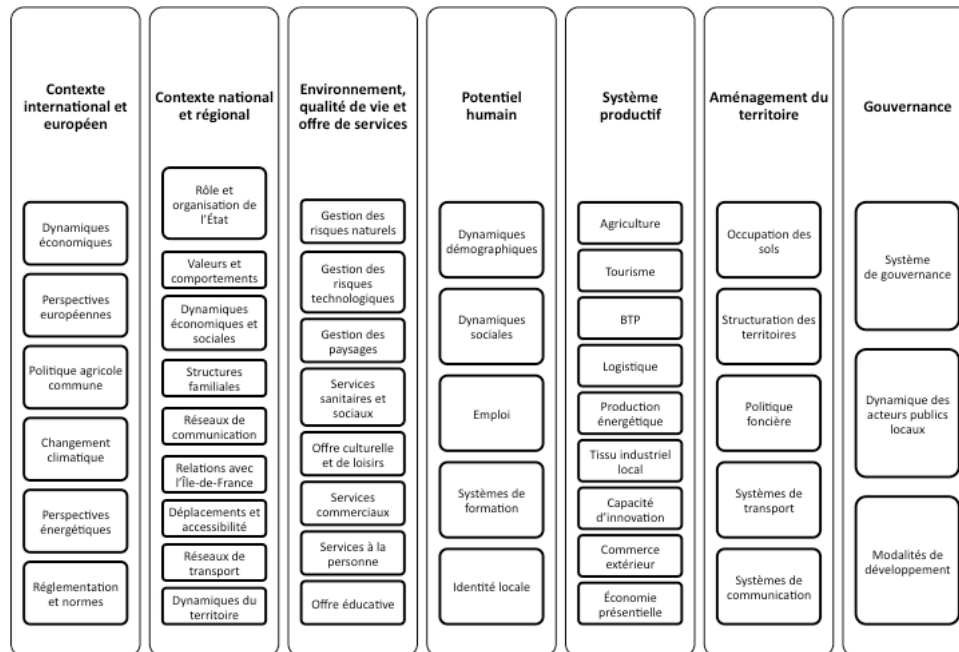 Contexte
international et
européen
Dynamiques
économiques
Perspectives
européennes
Politique agricole
commune
Changement
climatique
Perspectives
énergétiques
Réglementation
et normes
Contexte national
et régional
Rôle et
organisation de
l'État
Valeurs et
comportements
Dynamiques
économiques et
sociales
Structures
familiales
Réseaux de
communication
Relations avec
l'Île-de-France
Déplacements et
accessibilité
Réseaux de
transport
Dynamiques du
territoire
Environnement,
qualité de vie et
offre de services
Gestion des
risques naturels
Gestion des
risques
technologiques
Gestion des
paysages
Services
sanitaires et
sociaux
Offre culturelle
et de loisirs
Services
commerciaux
Services à la
personne
Offre éducative
Potentiel
humain
Dynamiques
démographiques
Dynamiques
sociales
Emploi
Systèmes de
formation
Identité locale
Système
productif
Agriculture
Tourisme
BTP
Logistique
Production
énergétique
Tissu industriel
local
Capacité
d'innovation
Commerce
extérieur
Économie
présentielle
Aménagement du
territoire
Occupation des
sols
Structuration des
territoires
Politique
foncière
Systèmes de
transport
Systèmes de
communication
Gouvernance
Système
de gouvernance
Dynamique des
acteurs publics
locaux
Modalités de
développement